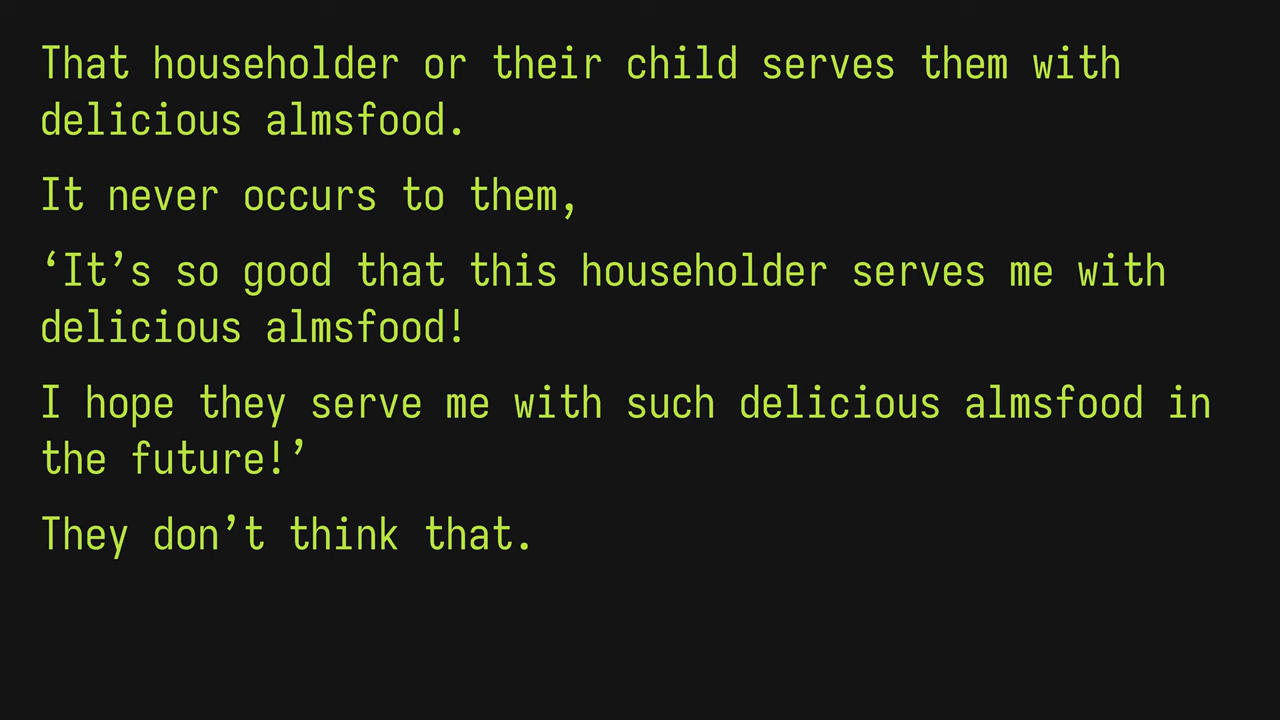 That householder or their child serves them with
delicious almsfood.
It never occurs to them,
‘It’s so good that this householder serves me with
delicious almsfood!
I hope they serve me with such delicious almsfood in
the future!’
They don’t think that.